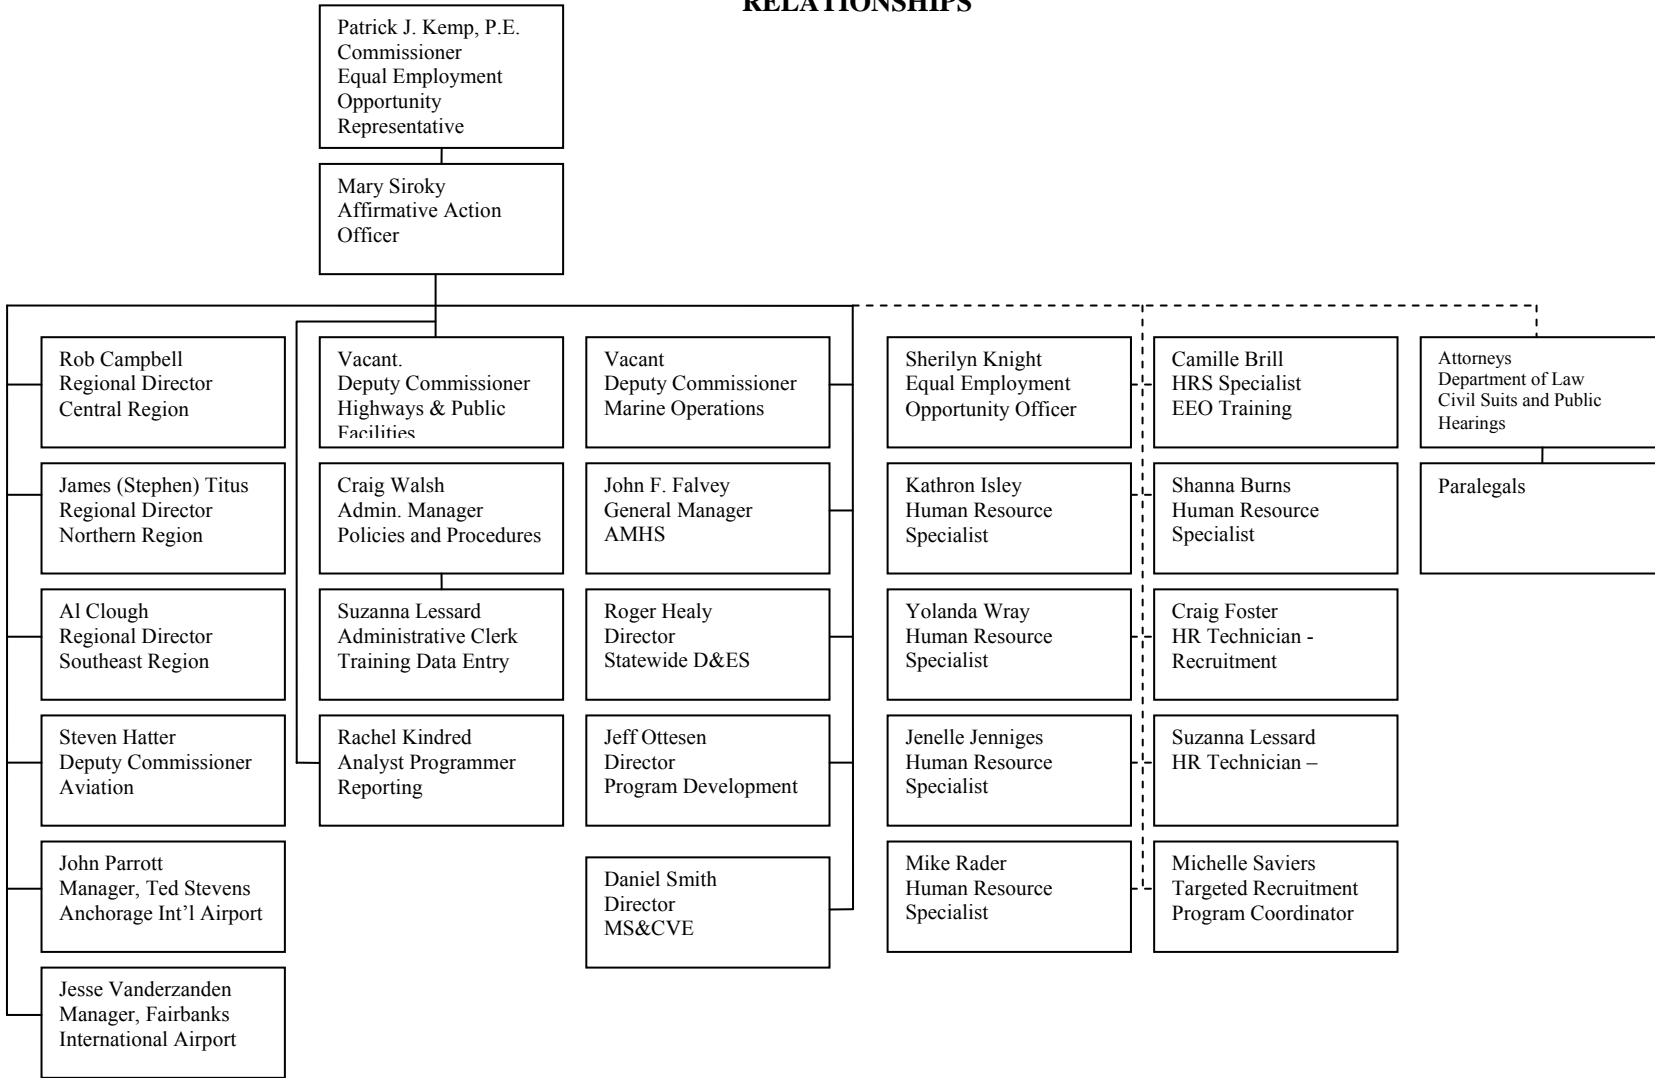 RELATIONSHIPS
Patrick J. Kemp, P.E.
Commissioner
Equal Employment
Opportunity
Representative
Mary Siroky
Affirmative Action
Officer
Rob Campbell
Regional Director
Central Region
Vacant.
Deputy Commissioner
Highways & Public
Facilities
Vacant
Deputy Commissioner
Marine Operations
Sherilyn Knight
Equal Employment
Opportunity Officer
Camille Brill
HRS Specialist
EEO Training
Attorneys
Department of Law
Civil Suits and Public
Hearings
James (Stephen) Titus
Regional Director
Northern Region
Craig Walsh
Admin. Manager
Policies and Procedures
John F. Falvey
General Manager
AMHS
Kathron Isley
Human Resource
Specialist
Shanna Burns
Human Resource
Specialist
Paralegals
Al Clough
Regional Director
Southeast Region
Suzanna Lessard
Administrative Clerk
Training Data Entry
Roger Healy
Director
Statewide D&ES
Yolanda Wray
Human Resource
Specialist
Craig Foster
HR Technician -
Recruitment
Steven Hatter
Deputy Commissioner
Aviation
Rachel Kindred
Analyst Programmer
Reporting
Jeff Ottesen
Director
Program Development
Jenelle Jenniges
Human Resource
Specialist
Suzanna Lessard
HR Technician –
John Parrott
Manager, Ted Stevens
Anchorage Int’l Airport
Daniel Smith
Director
MS&CVE
Mike Rader
Human Resource
Specialist
Michelle Saviers
Targeted Recruitment
Program Coordinator
Jesse Vanderzanden
Manager, Fairbanks
International Airport